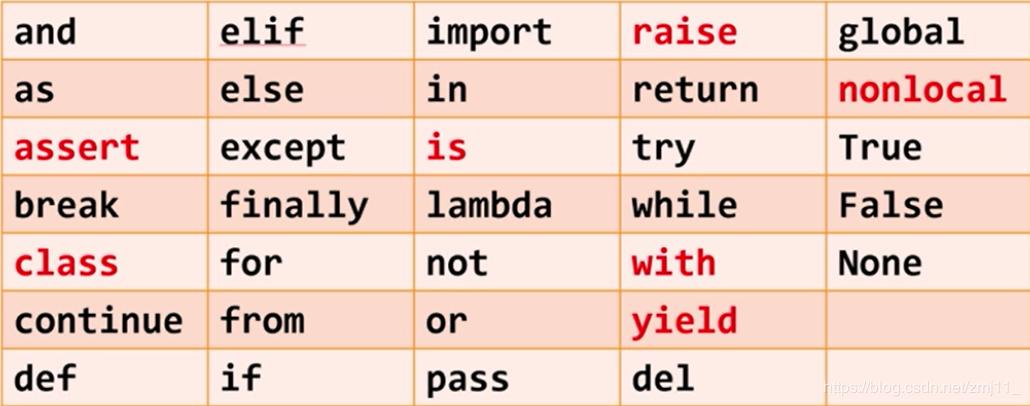 and elif import raise global
as else in return nonlocal
assert except is try True
break finally lambda while False
class for not with None
continue from or yield
def if pass del
https://blog.csdn.net/zmj11_